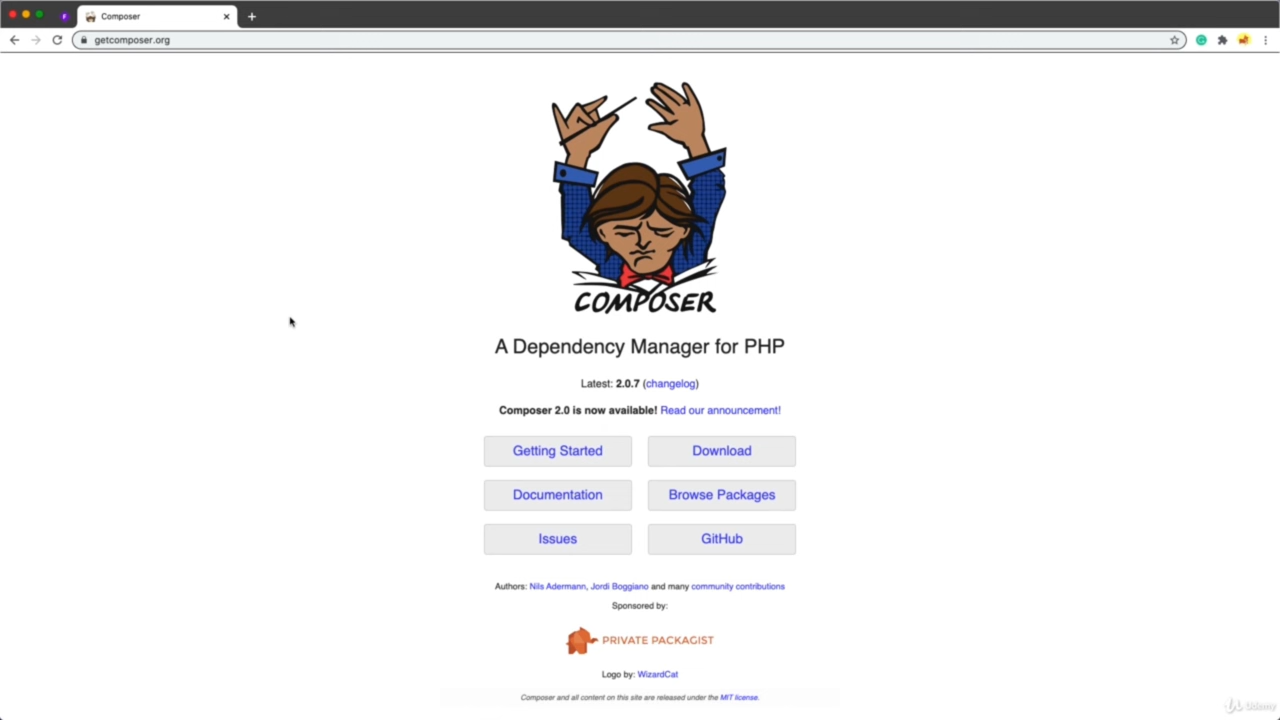 Composer
getcomposer.org
COMPOSER
A Dependency Manager for PHP
Latest: 2.0.7 (changelog)
Composer 2.0 is now available! Read our announcement!
Getting Started
Download
Documentation
Browse Packages
Issues
GitHub
Authors: Nils Adermann, Jordi Boggiano and many community contributions
Sponsored by:
PRIVATE PACKAGIST
Logo by: WizardCat
Composer and all content on this site are released under the MIT license.
Udemy